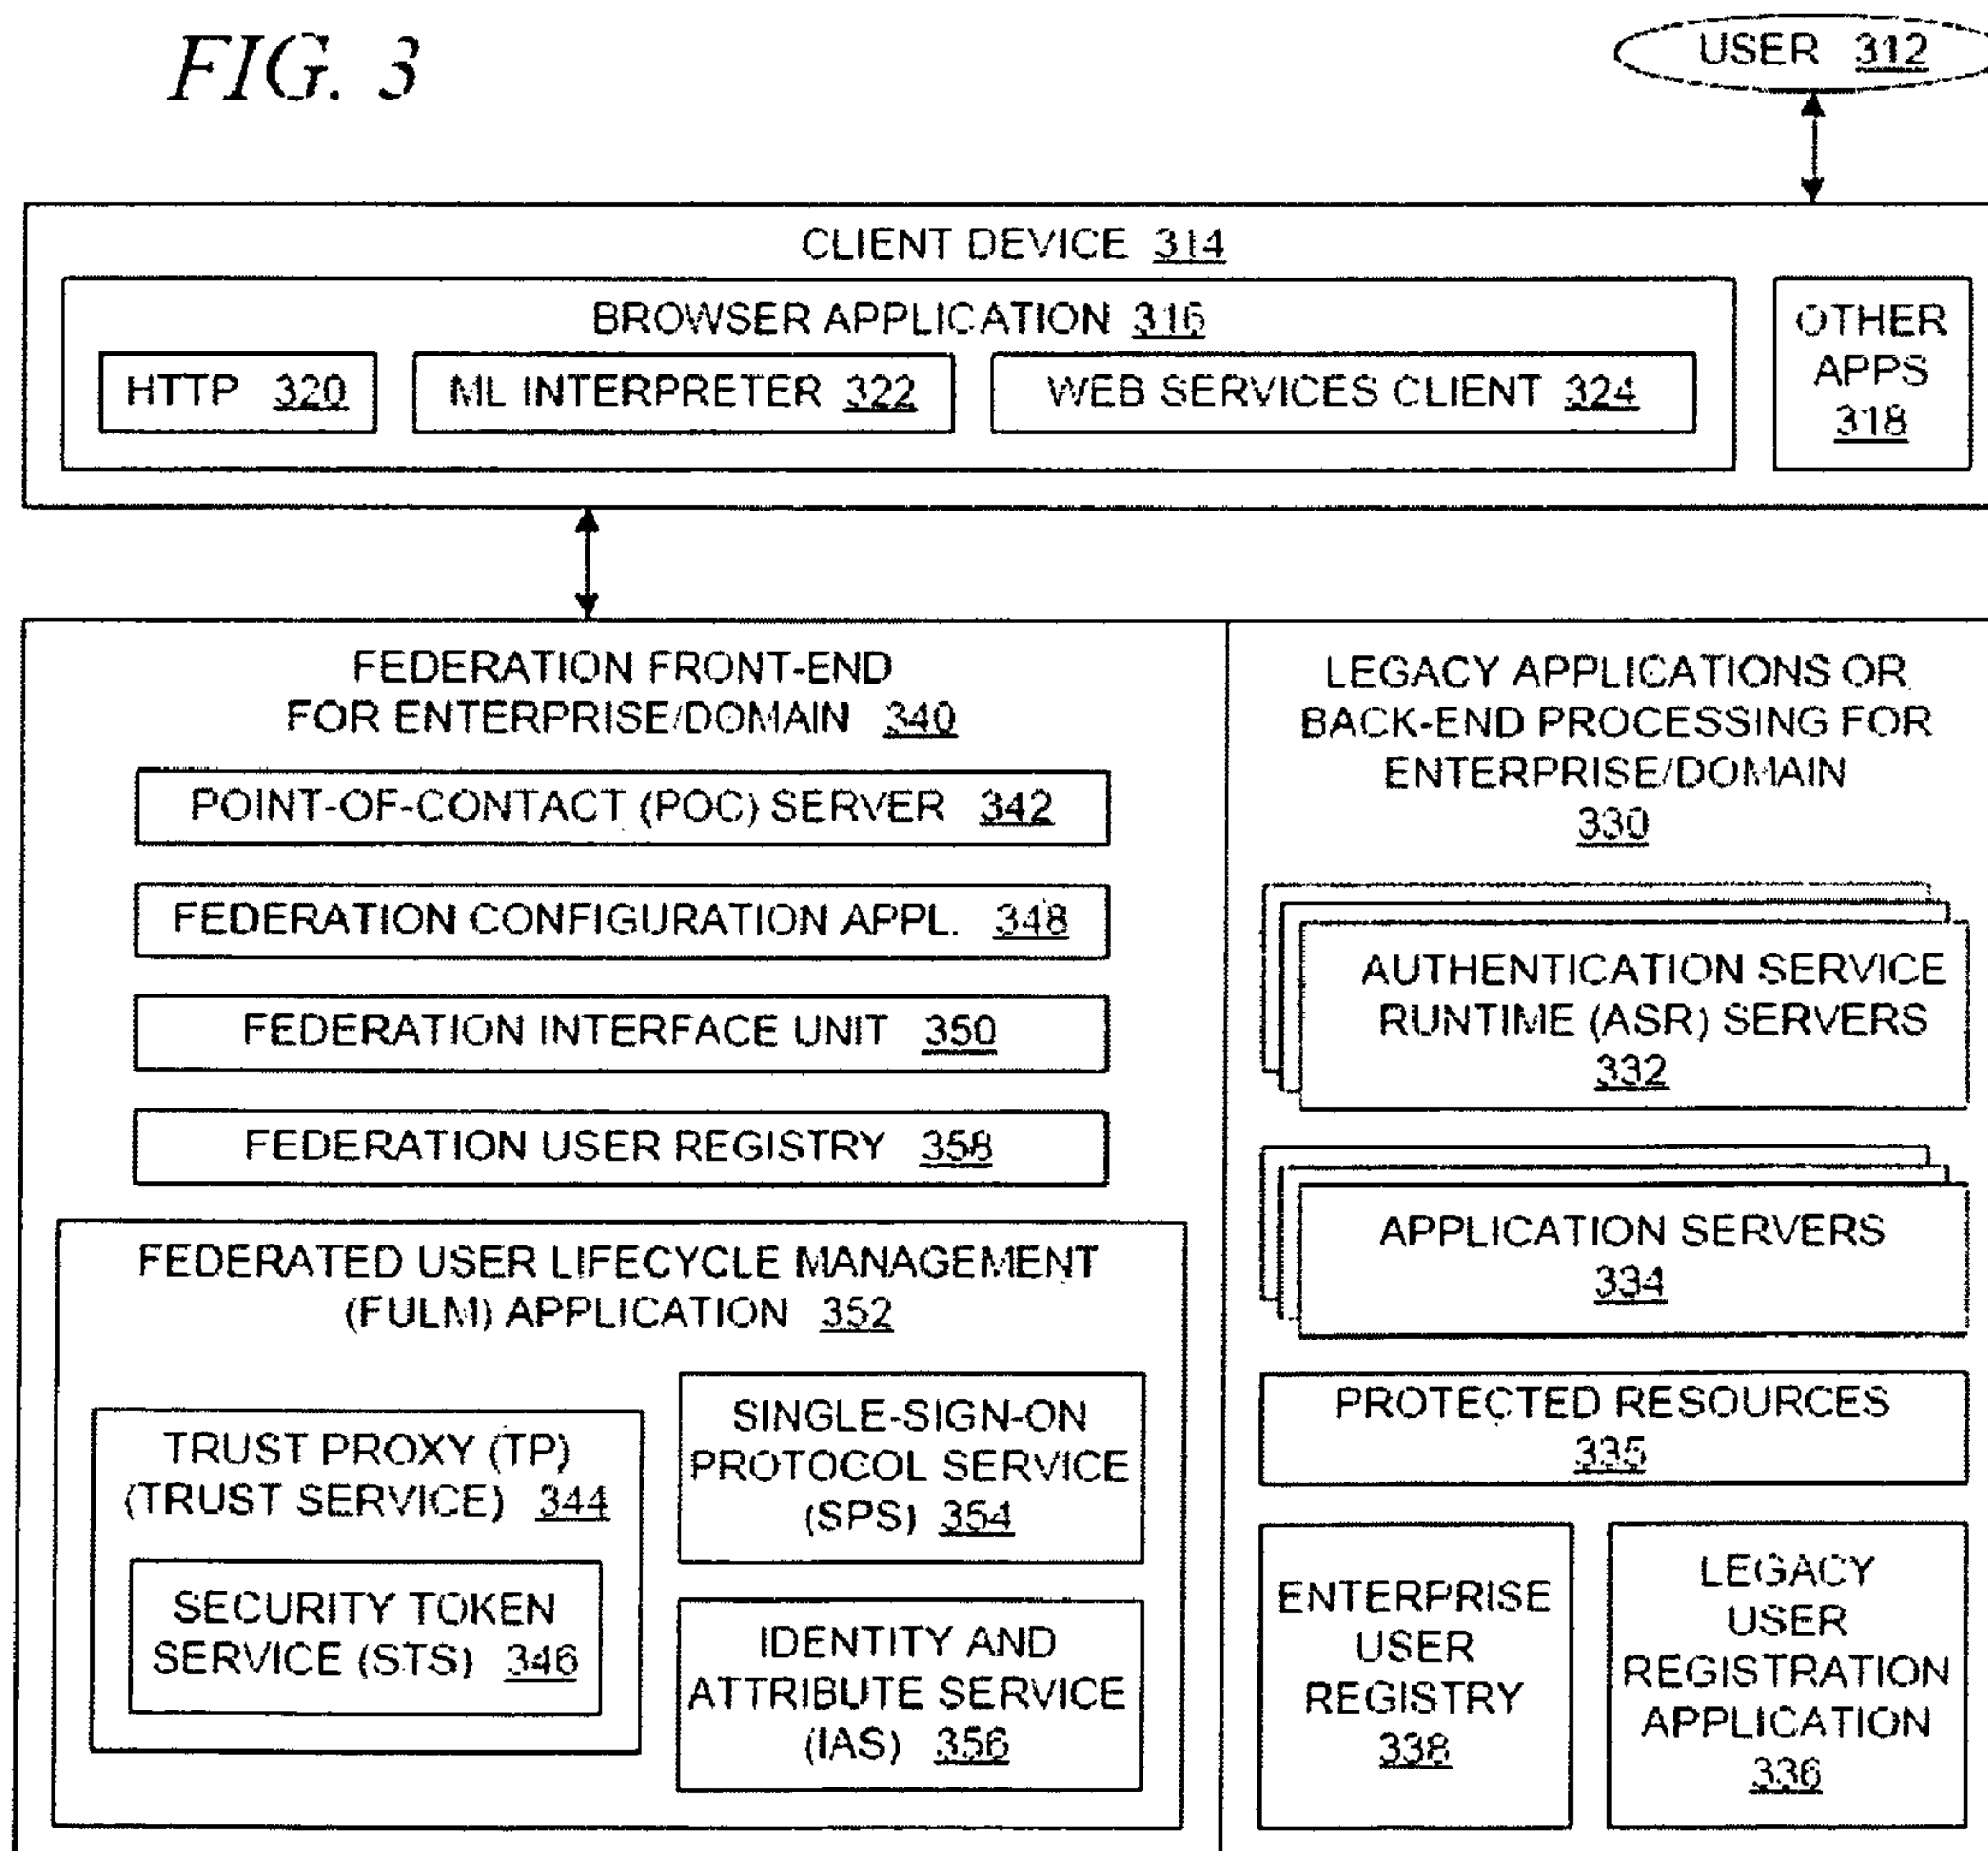 FIG. 3
USER 312
CLIENT DEVICE 314
BROWSER APPLICATION 316
HTTP 320
ML INTERPRETER 322
WEB SERVICES CLIENT 324
OTHER
APPS
318
FEDERATION FRONT-END
FOR ENTERPRISE/DOMAIN 340
POINT-OF-CONTACT (POC) SERVER 342
FEDERATION CONFIGURATION APPL. 348
FEDERATION INTERFACE UNIT 350
FEDERATION USER REGISTRY 358
FEDERATED USER LIFECYCLE MANAGEMENT
(FULM) APPLICATION 352
TRUST PROXY (TP)
(TRUST SERVICE) 344
SECURITY TOKEN
SERVICE (STS) 346
SINGLE-SIGN-ON
PROTOCOL SERVICE
(SPS) 354
IDENTITY AND
ATTRIBUTE SERVICE
(IAS) 356
LEGACY APPLICATIONS OR
BACK-END PROCESSING FOR
ENTERPRISE/DOMAIN
330
AUTHENTICATION SERVICE
RUNTIME (ASR) SERVERS
332
APPLICATION SERVERS
334
PROTECTED RESOURCES
335
ENTERPRISE
USER
REGISTRY
338
LEGACY
USER
REGISTRATION
APPLICATION
336